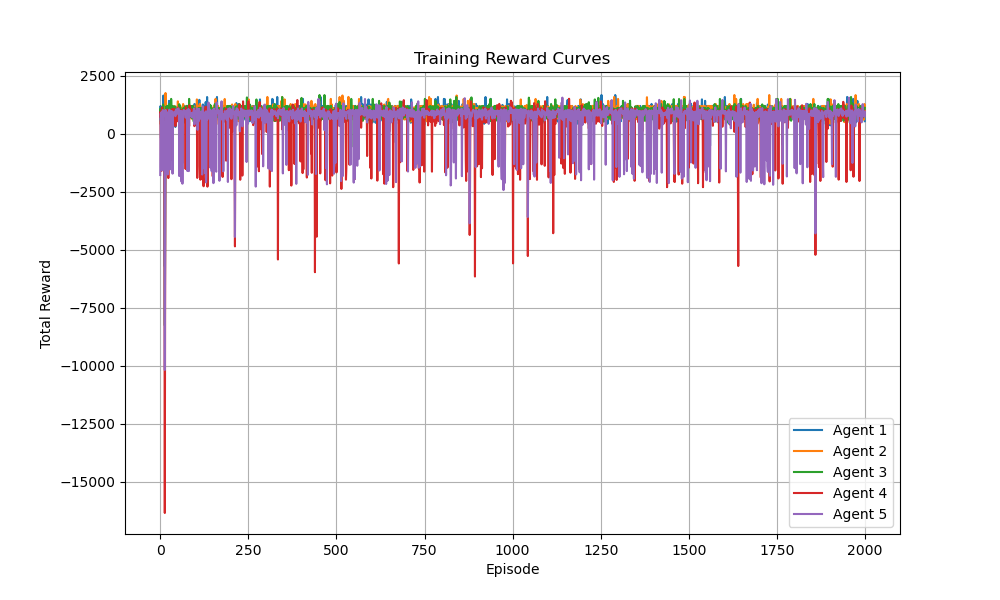 Training Reward Curves
Total Reward
2500
0
−2500
−5000
−7500
−10000
−12500
−15000
0 250 500 750 1000 1250 1500 1750 2000
Episode
Agent 1
Agent 2
Agent 3
Agent 4
Agent 5